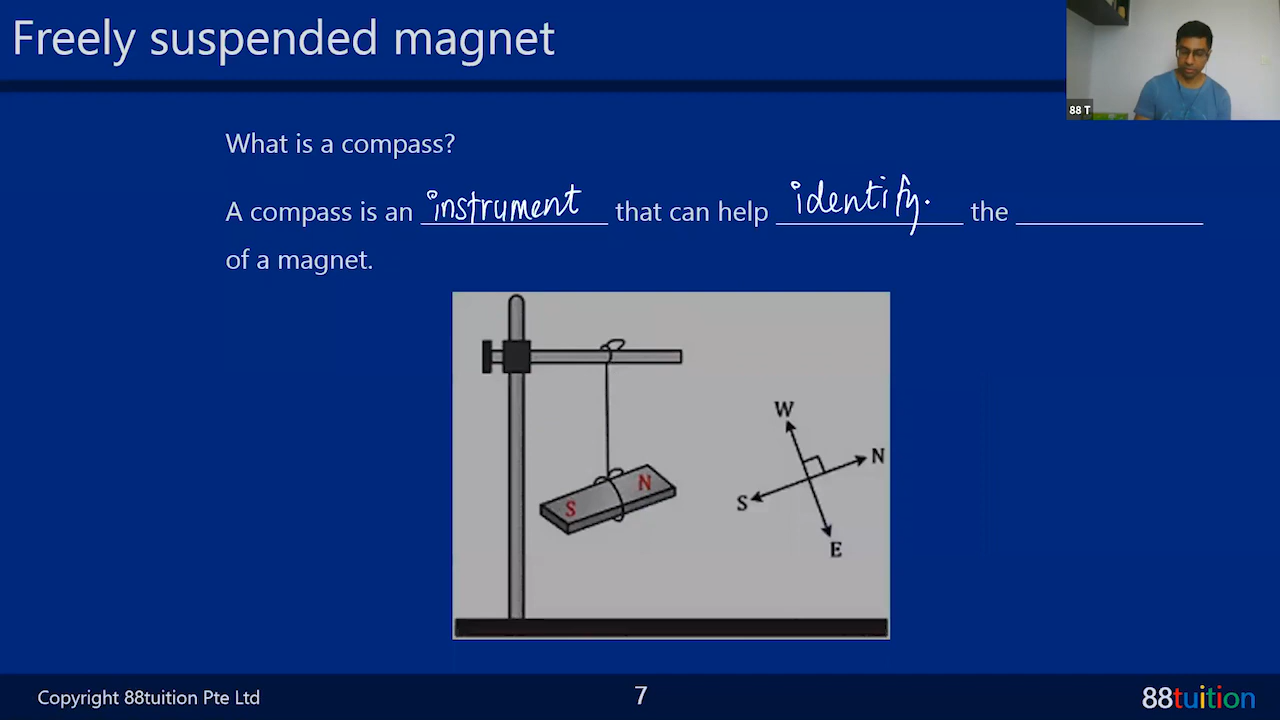 Freely suspended magnet
88 T
What is a compass?
A compass is an instrument that can help identify. the
of a magnet.
W
N
S
E
N
S
Copyright 88tuition Pte Ltd
7
88tuition